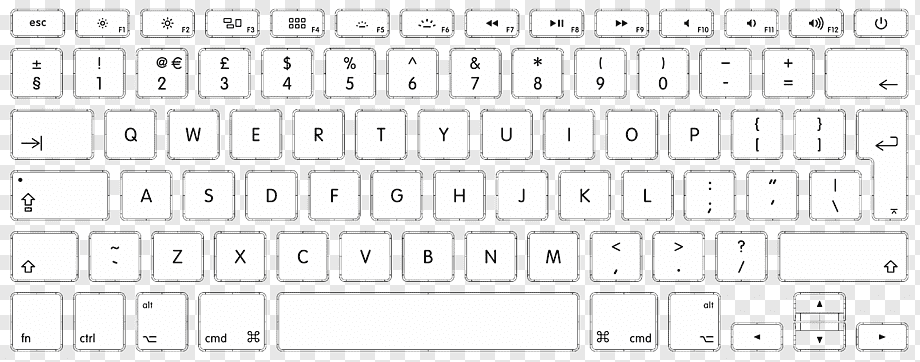 esc F1 F2 F3 F4 F5 F6 F7 F8 F9 F10 F11 F12
± ! @ € £ $ % ^ & * ( ) – +
§ 1 2 3 4 5 6 7 8 9 0 - =
Q W E R T Y U I O P { }
[ ]
A S D F G H J K L : “ |
; ‘ \
~ Z X C V B N M < > ?
` , . /
alt alt
fn ctrl ⌥ cmd ⌘ ⌘ cmd ⌥